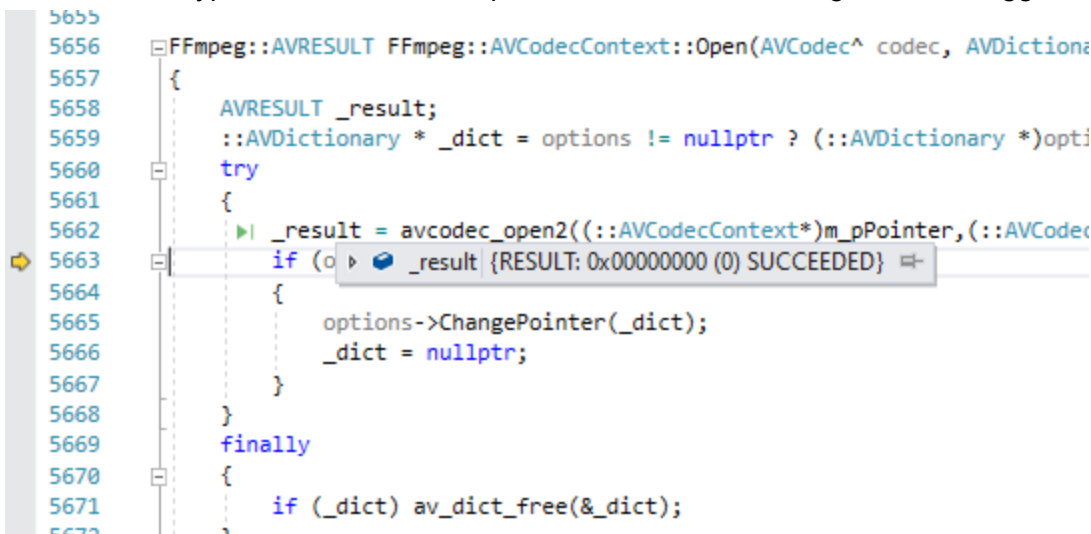 5655
5656 FFmpeg::AVRESULT FFmpeg::AVCodecContext::Open(AVCodec^ codec, AVDictiona
5657 {
5658 AVRESULT _result;
5659 ::AVDictionary * _dict = options != nullptr ? (::AVDictionary *)opti
5660 try
5661 {
5662 _result = avcodec_open2((::AVCodecContext*)m_pPointer,(::AVCodec
5663 if (o _result {RESULT: 0x00000000 (0) SUCCEEDED}
5664 {
5665 options->ChangePointer(_dict);
5666 _dict = nullptr;
5667 }
5668 }
5669 finally
5670 {
5671 if (_dict) av_dict_free(&_dict);